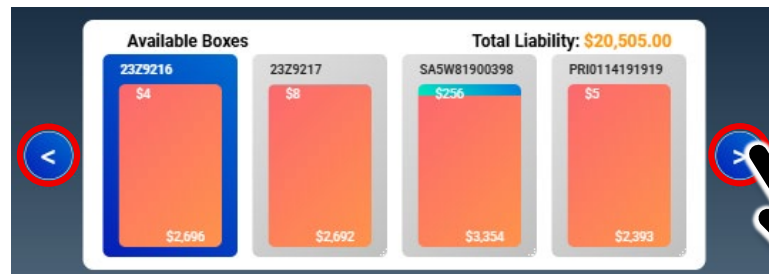 Available Boxes
Total Liability: $20,505.00
23Z9216
23Z9217
SA5W81900398
PRI0114191919
$4
$8
$256
$5
<
>
$2,696
$2,692
$3,354
$2,393